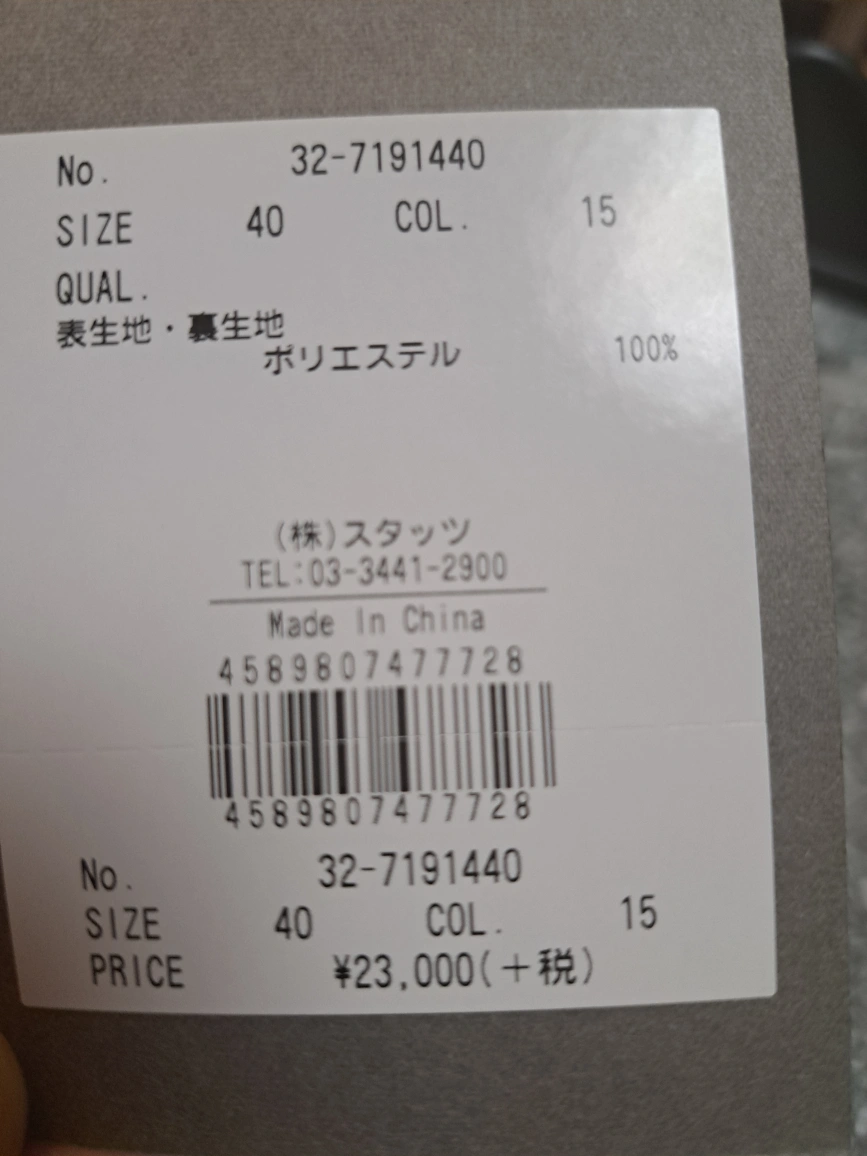 No. 32-7191440
SIZE 40 COL. 15
QUAL.
表生地・裏生地
ポリエステル 100%
(株)スタッツ
TEL:03-3441-2900
Made In China
4589807477728
4589807477728
No. 32-7191440
SIZE 40 COL. 15
PRICE ¥23,000(+税)